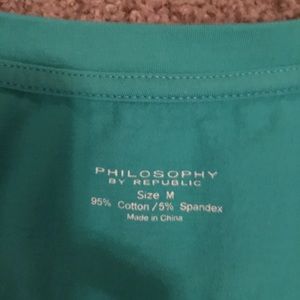 PHILOSOPHY
BY REPUBLIC
Size M
95% Cotton / 5% Spandex
Made in China